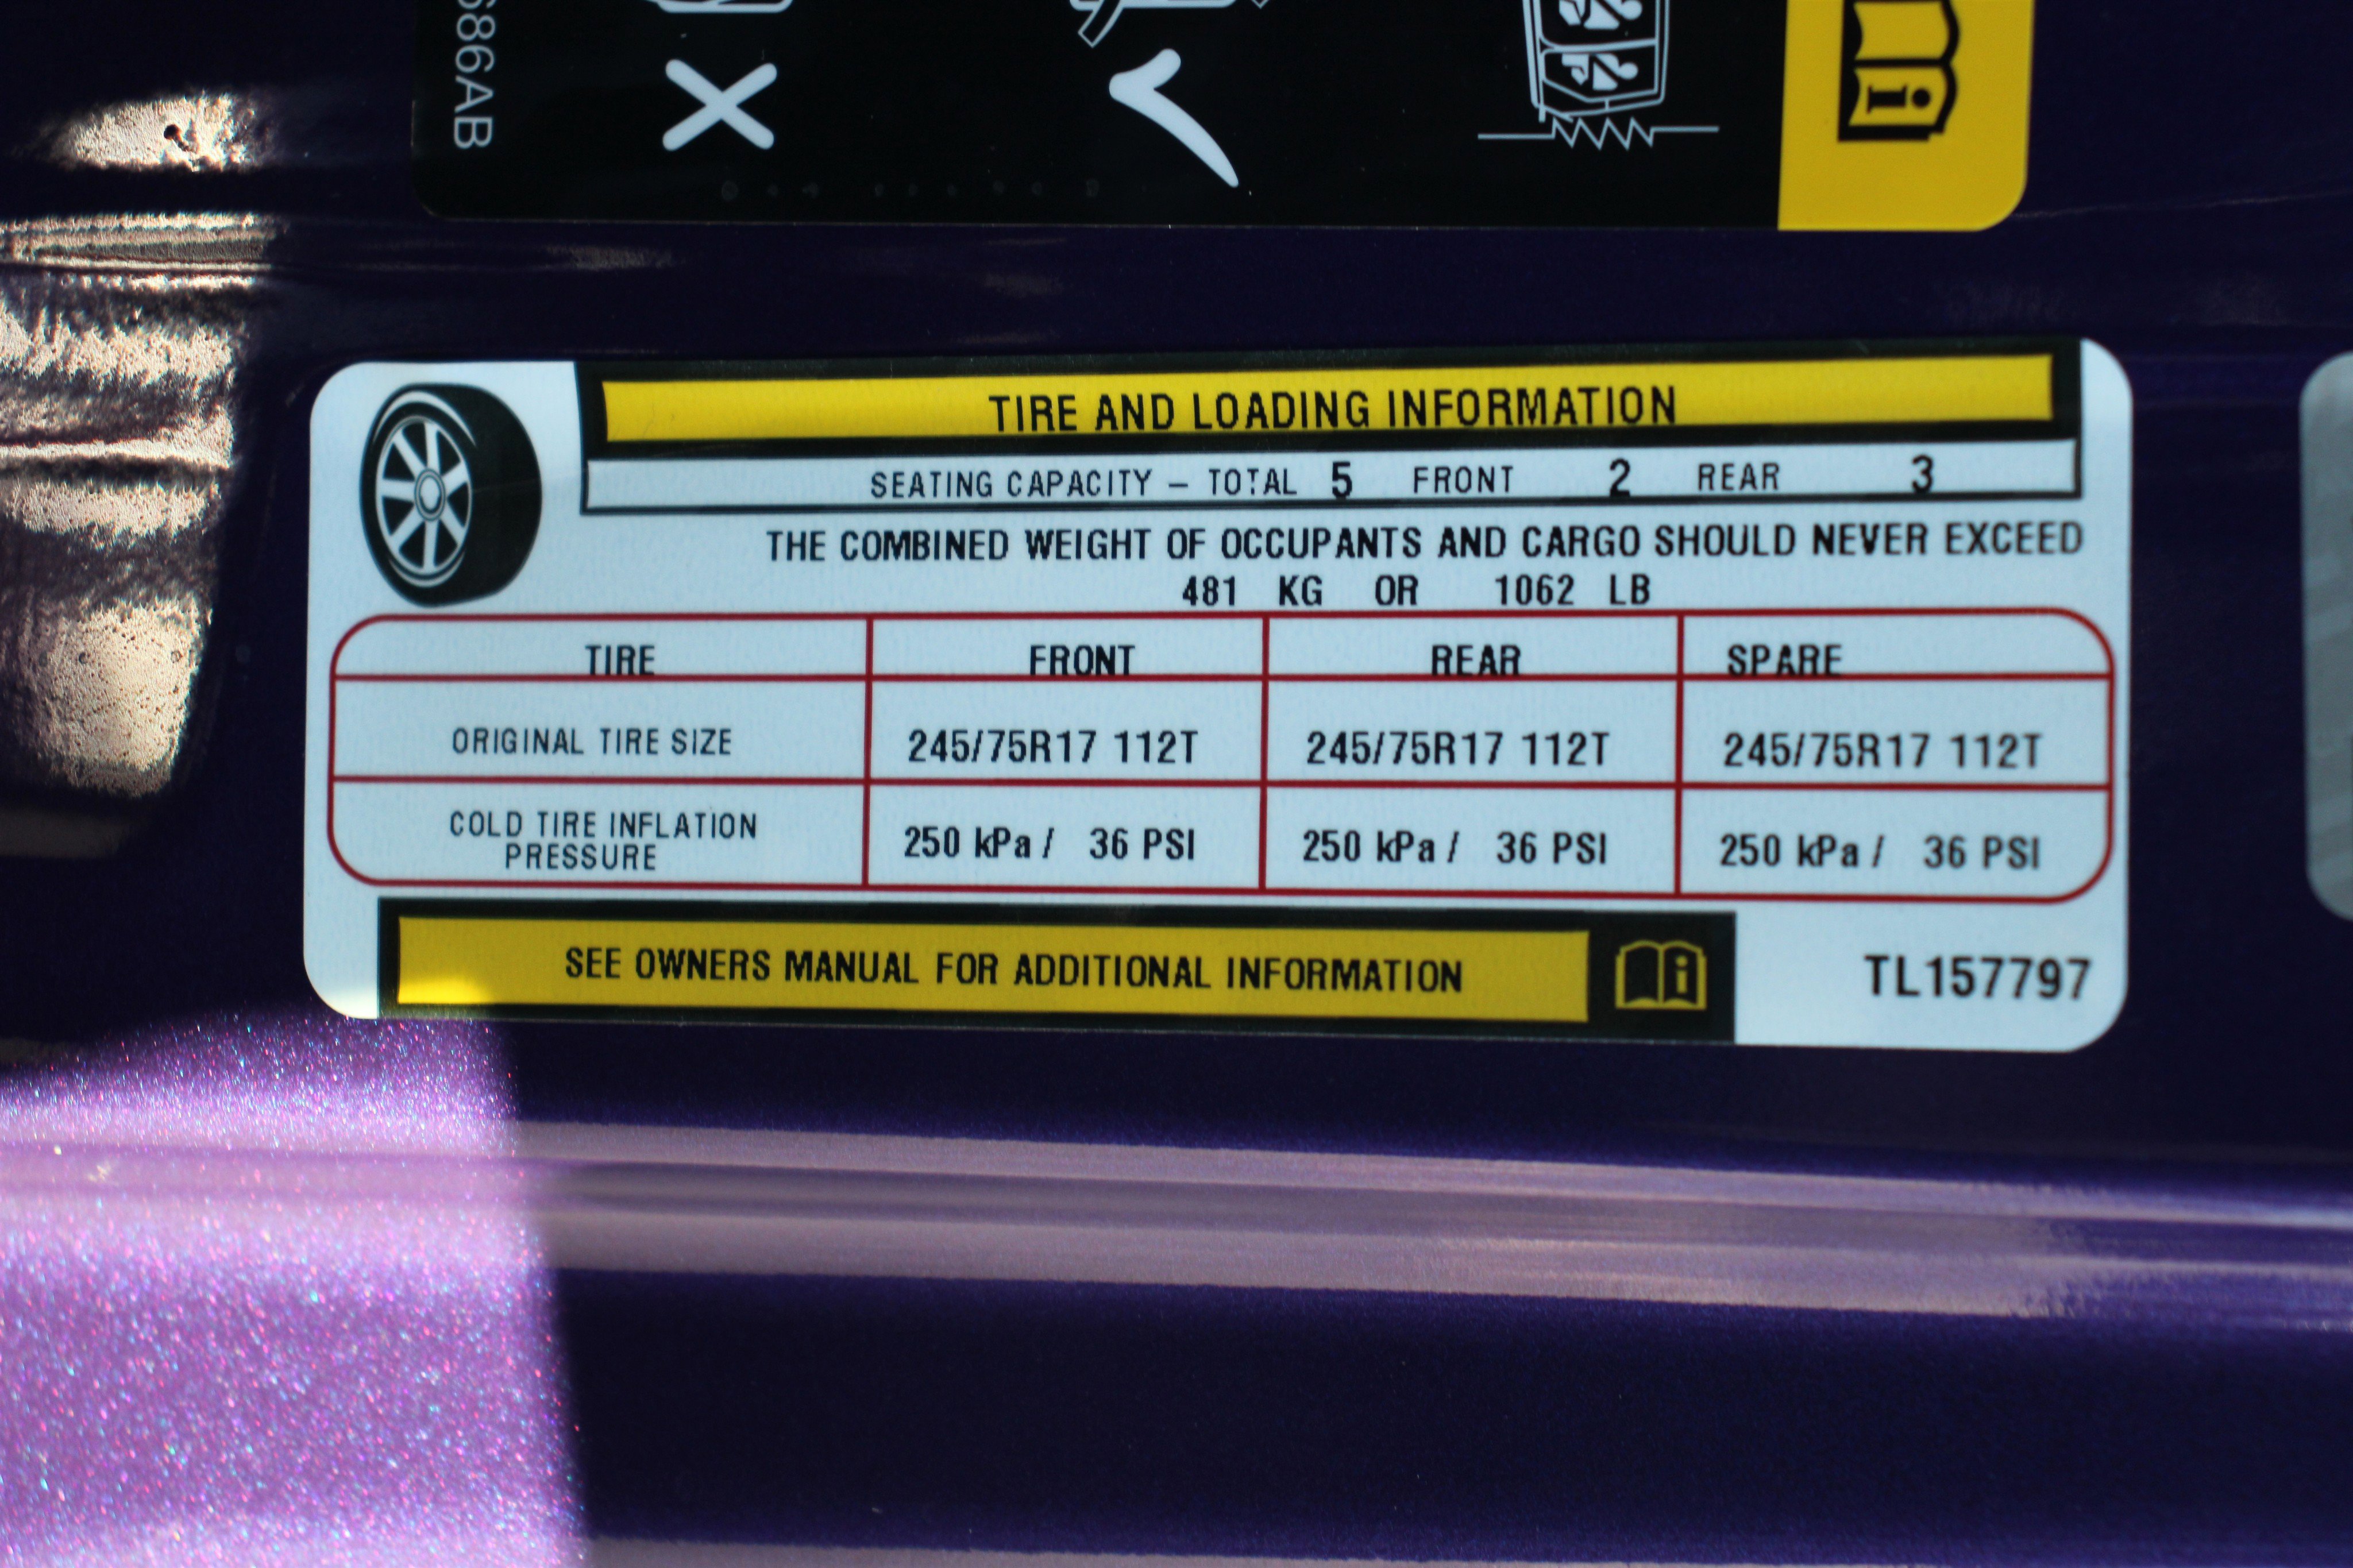 686AB
TIRE AND LOADING INFORMATION
SEATING CAPACITY – TOTAL 5 FRONT 2 REAR 3
THE COMBINED WEIGHT OF OCCUPANTS AND CARGO SHOULD NEVER EXCEED
481 KG OR 1062 LB
TIRE FRONT REAR SPARE
ORIGINAL TIRE SIZE 245/75R17 112T 245/75R17 112T 245/75R17 112T
COLD TIRE INFLATION
PRESSURE 250 kPa / 36 PSI 250 kPa / 36 PSI 250 kPa / 36 PSI
SEE OWNERS MANUAL FOR ADDITIONAL INFORMATION
TL157797